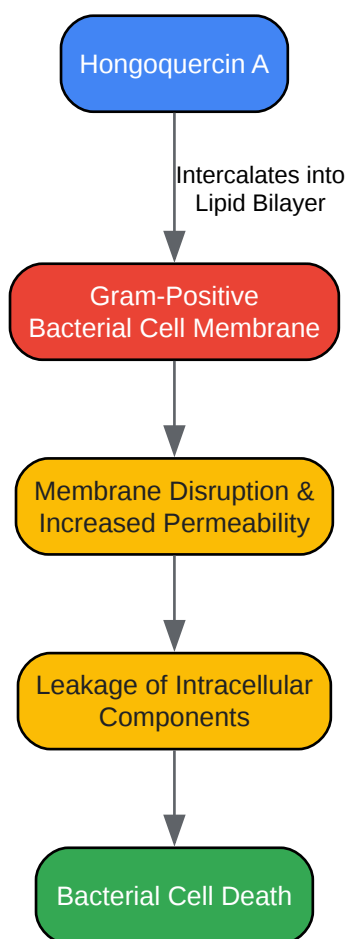 Hongoquercin A
Intercalates into
Lipid Bilayer
Gram-Positive
Bacterial Cell Membrane
Membrane Disruption &
Increased Permeability
Leakage of Intracellular
Components
Bacterial Cell Death